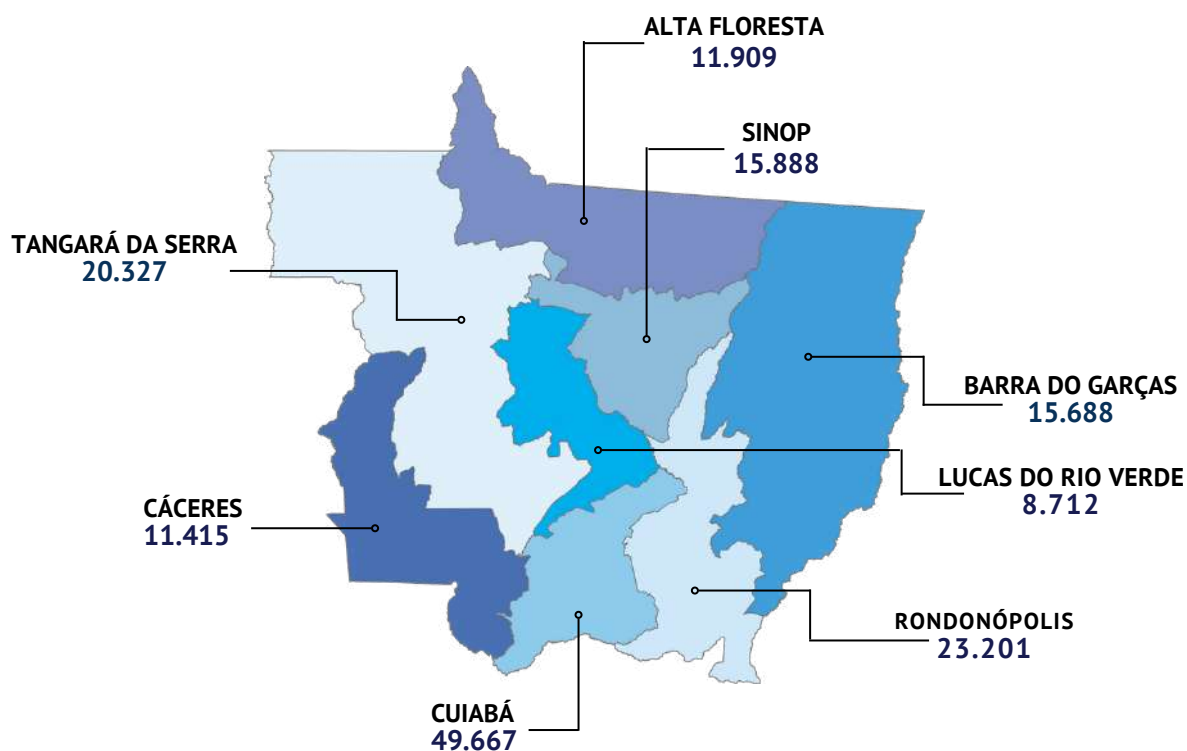 ALTA FLORESTA
11.909
SINOP
15.888
TANGARÁ DA SERRA
20.327
BARRA DO GARÇAS
15.688
LUCAS DO RIO VERDE
8.712
CÁCERES
11.415
RONDONÓPOLIS
23.201
CUIABÁ
49.667